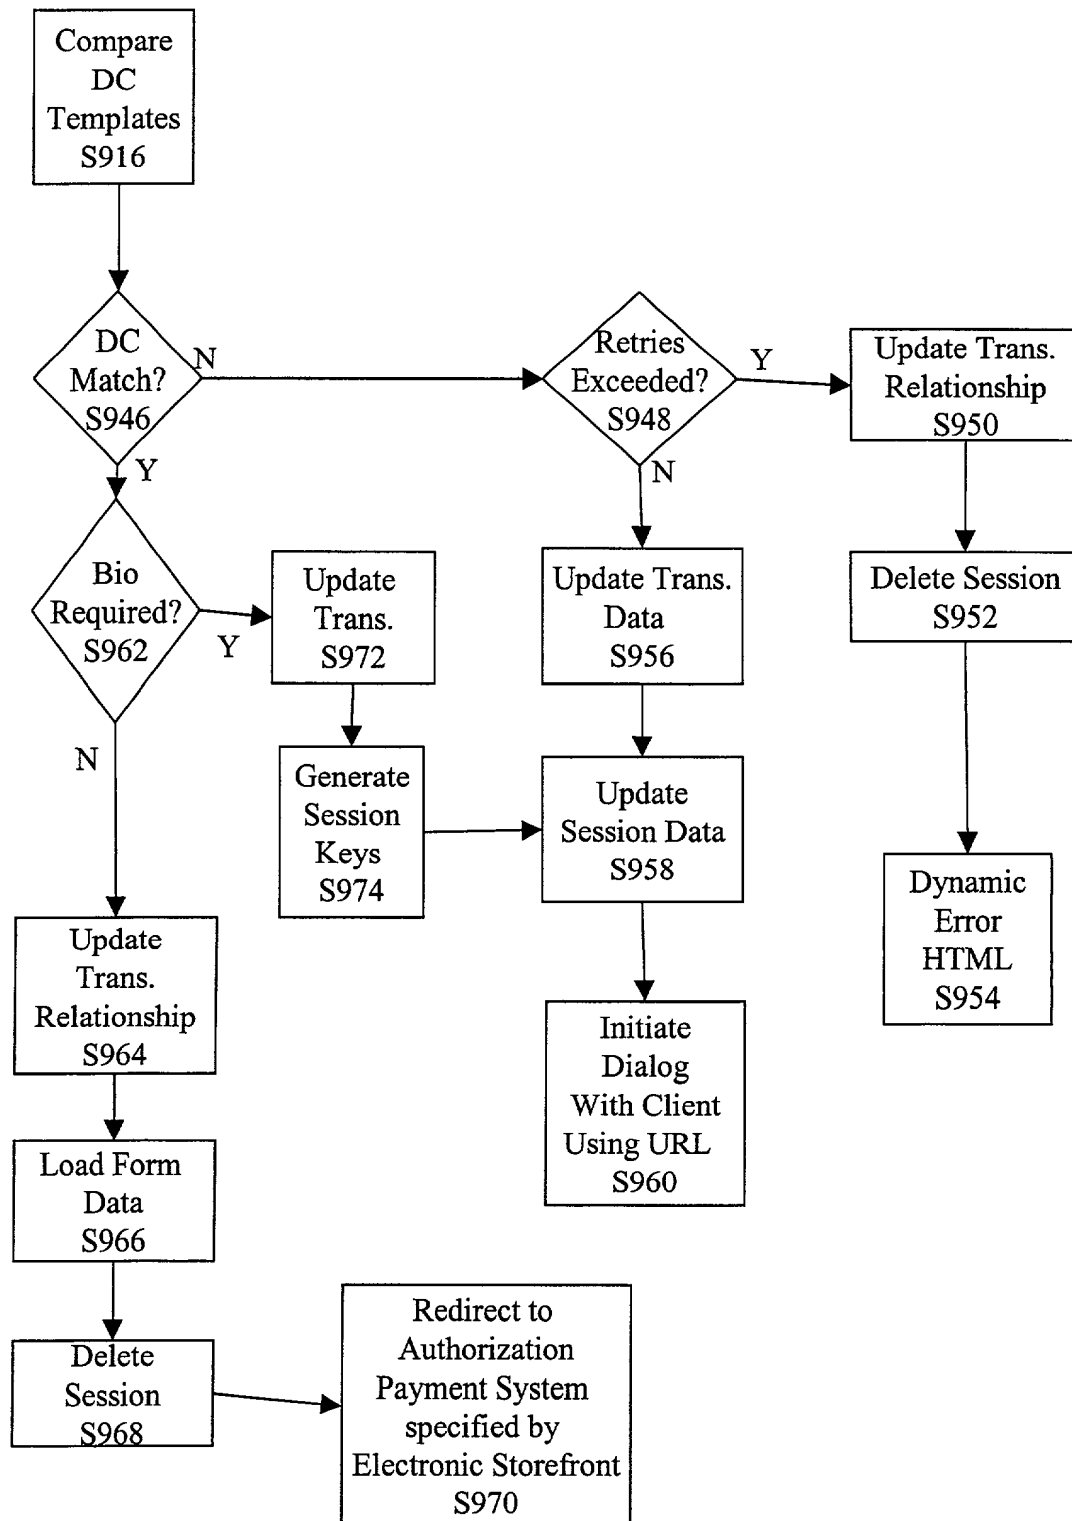 Compare
DC
Templates
S916
DC
Match?
S946
N
Y
Retries
Exceeded?
S948
Y
N
Update Trans.
Relationship
S950
Delete Session
S952
Dynamic
Error
HTML
S954
Bio
Required?
S962
Y
N
Update
Trans.
S972
Generate
Session
Keys
S974
Update Trans.
Data
S956
Update
Session Data
S958
Initiate
Dialog
With Client
Using URL
S960
Update
Trans.
Relationship
S964
Load Form
Data
S966
Delete
Session
S968
Redirect to
Authorization
Payment System
specified by
Electronic Storefront
S970